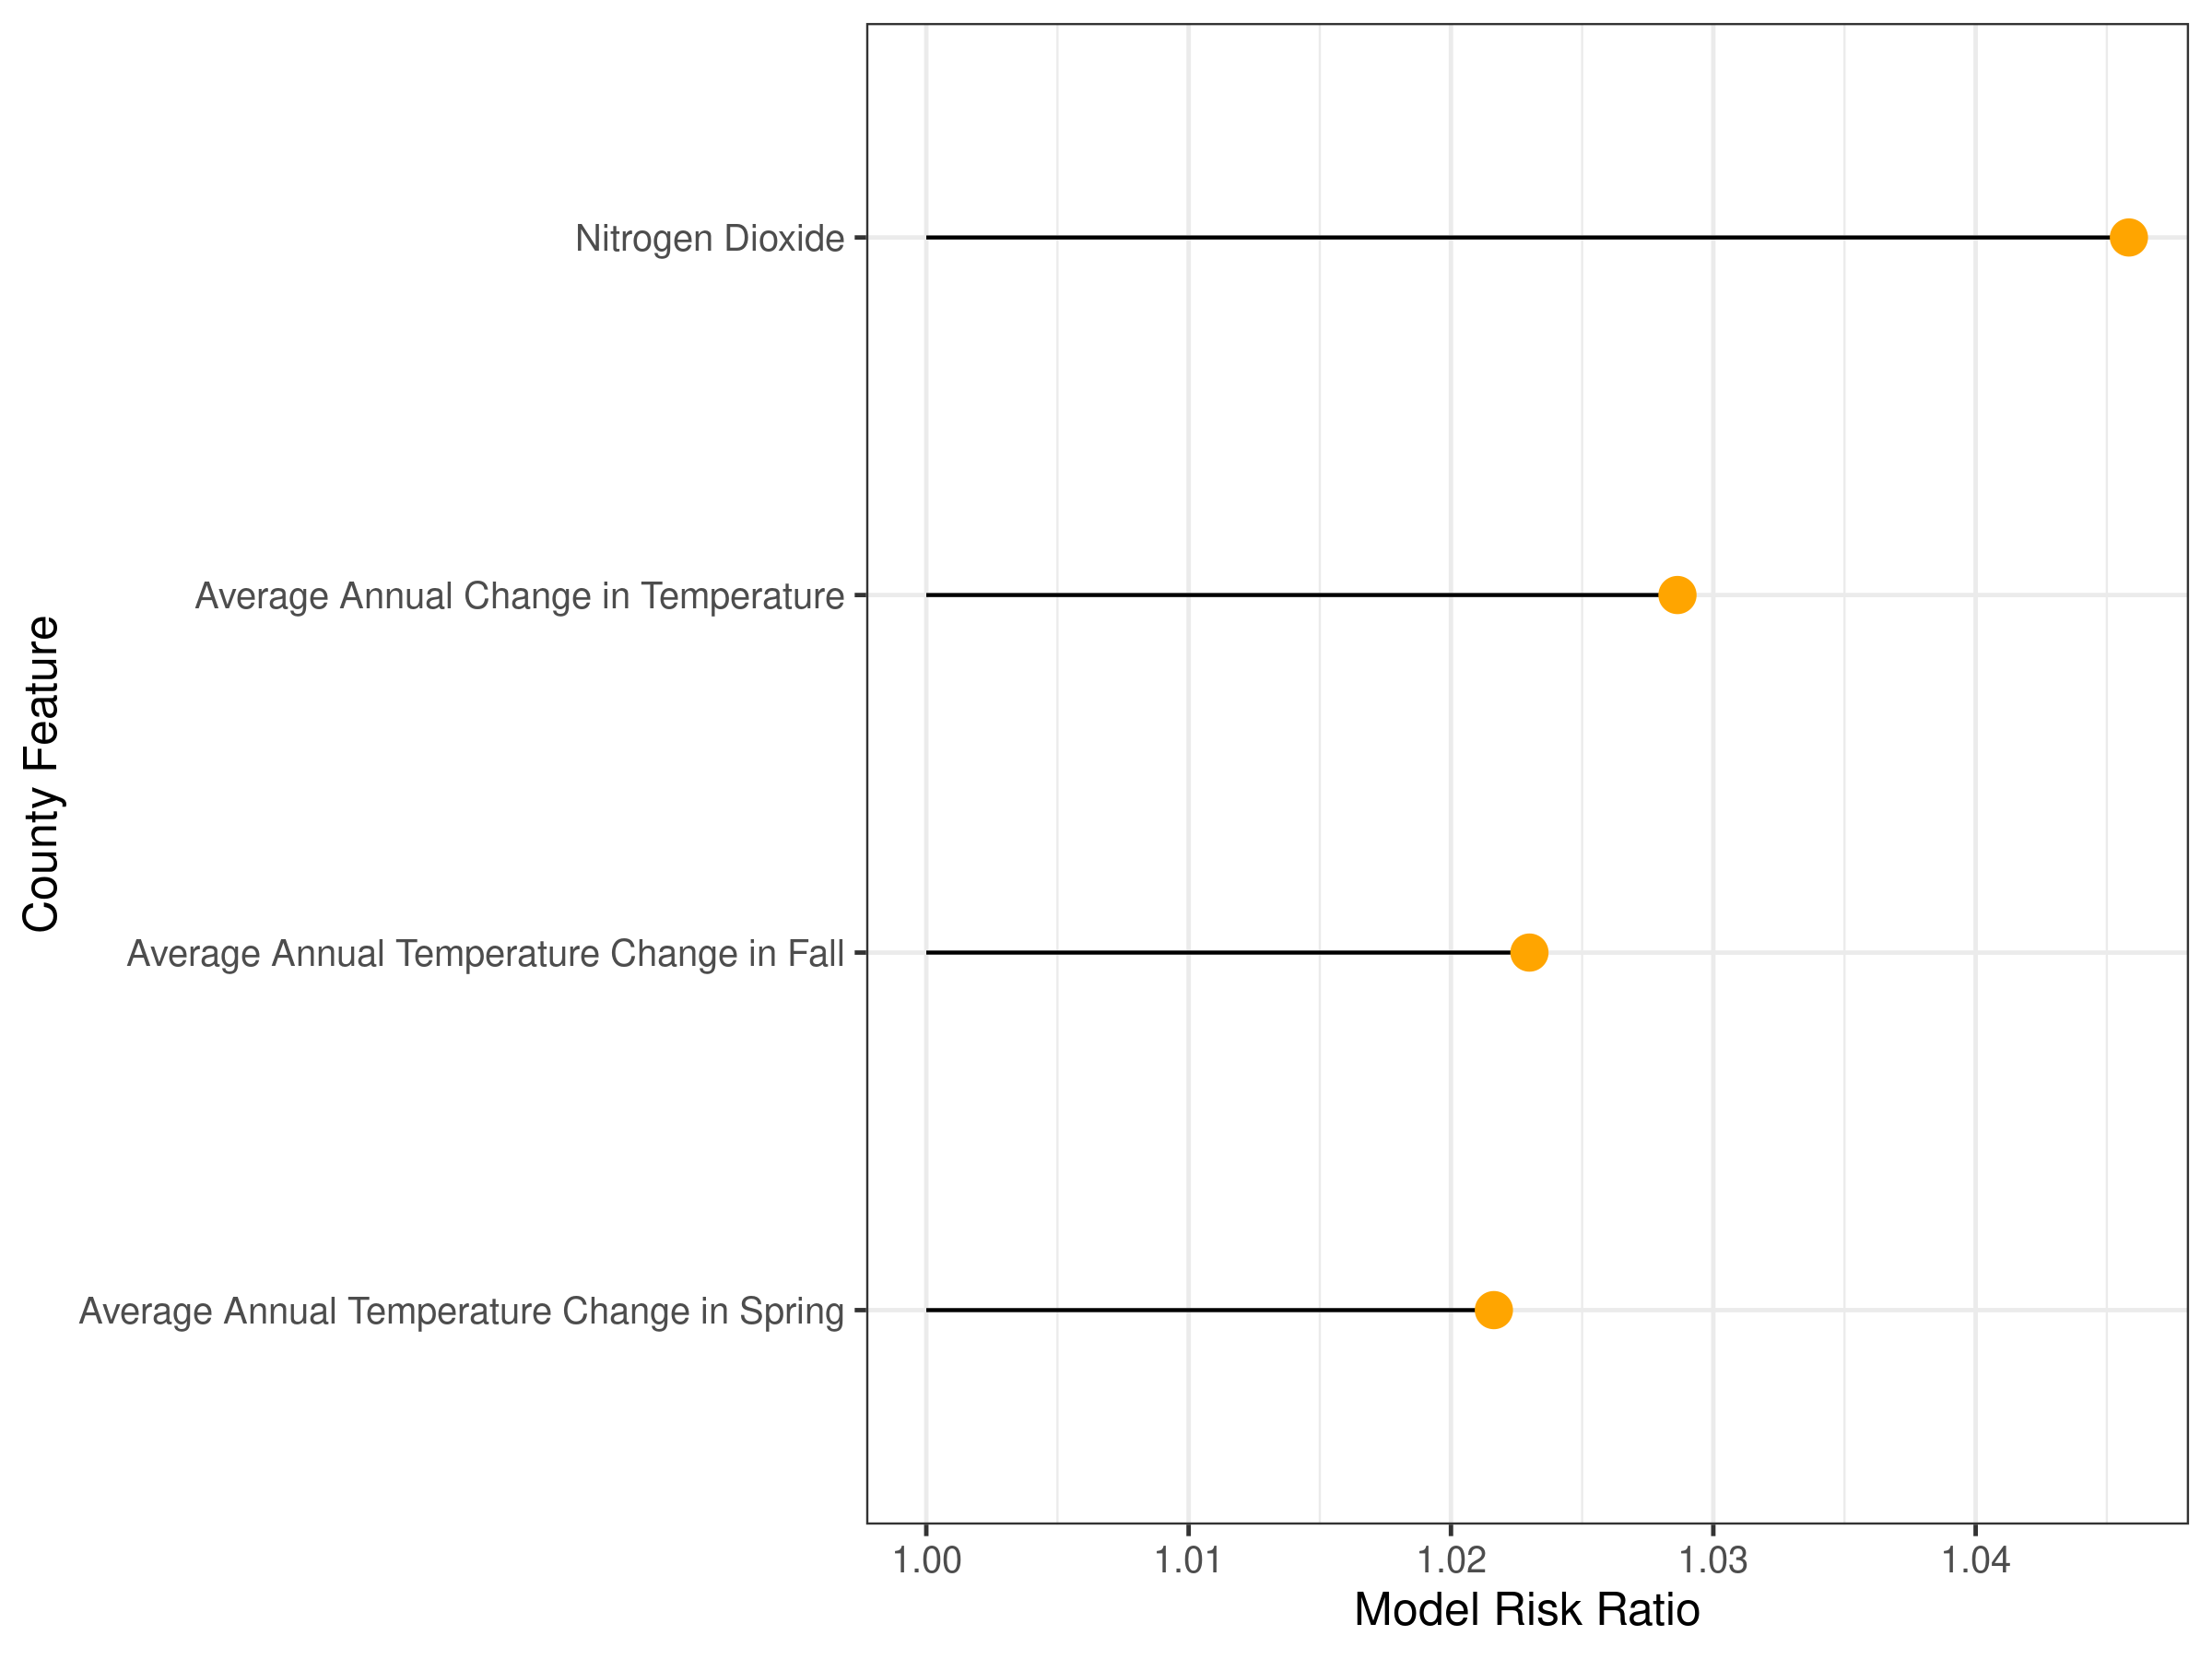 County Feature
Nitrogen Dioxide
Average Annual Change in Temperature
Average Annual Temperature Change in Fall
Average Annual Temperature Change in Spring
1.00 1.01 1.02 1.03 1.04
Model Risk Ratio